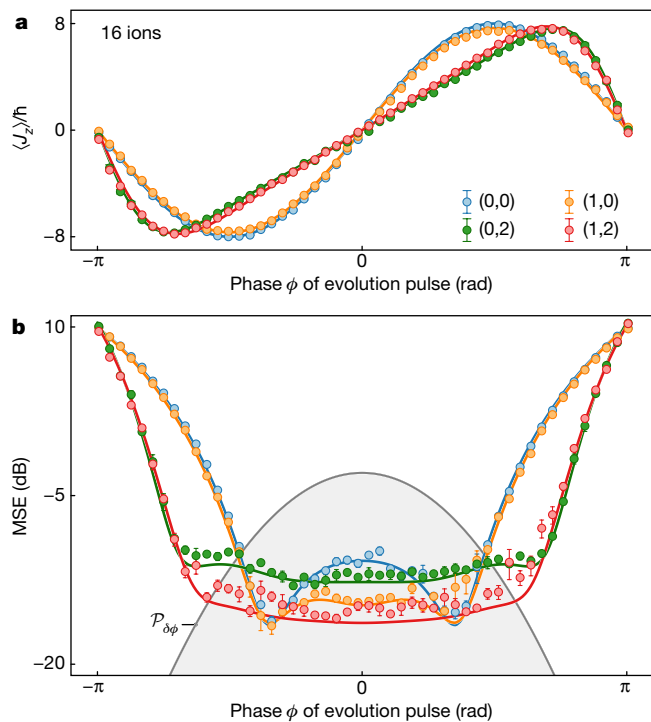 a
16 ions
8
0
−8
⟨J_z⟩/ħ
(0,0) (1,0)
(0,2) (1,2)
−π 0 π
Phase ϕ of evolution pulse (rad)
b
10
−5
−20
MSE (dB)
𝒫_δϕ
−π 0 π
Phase ϕ of evolution pulse (rad)